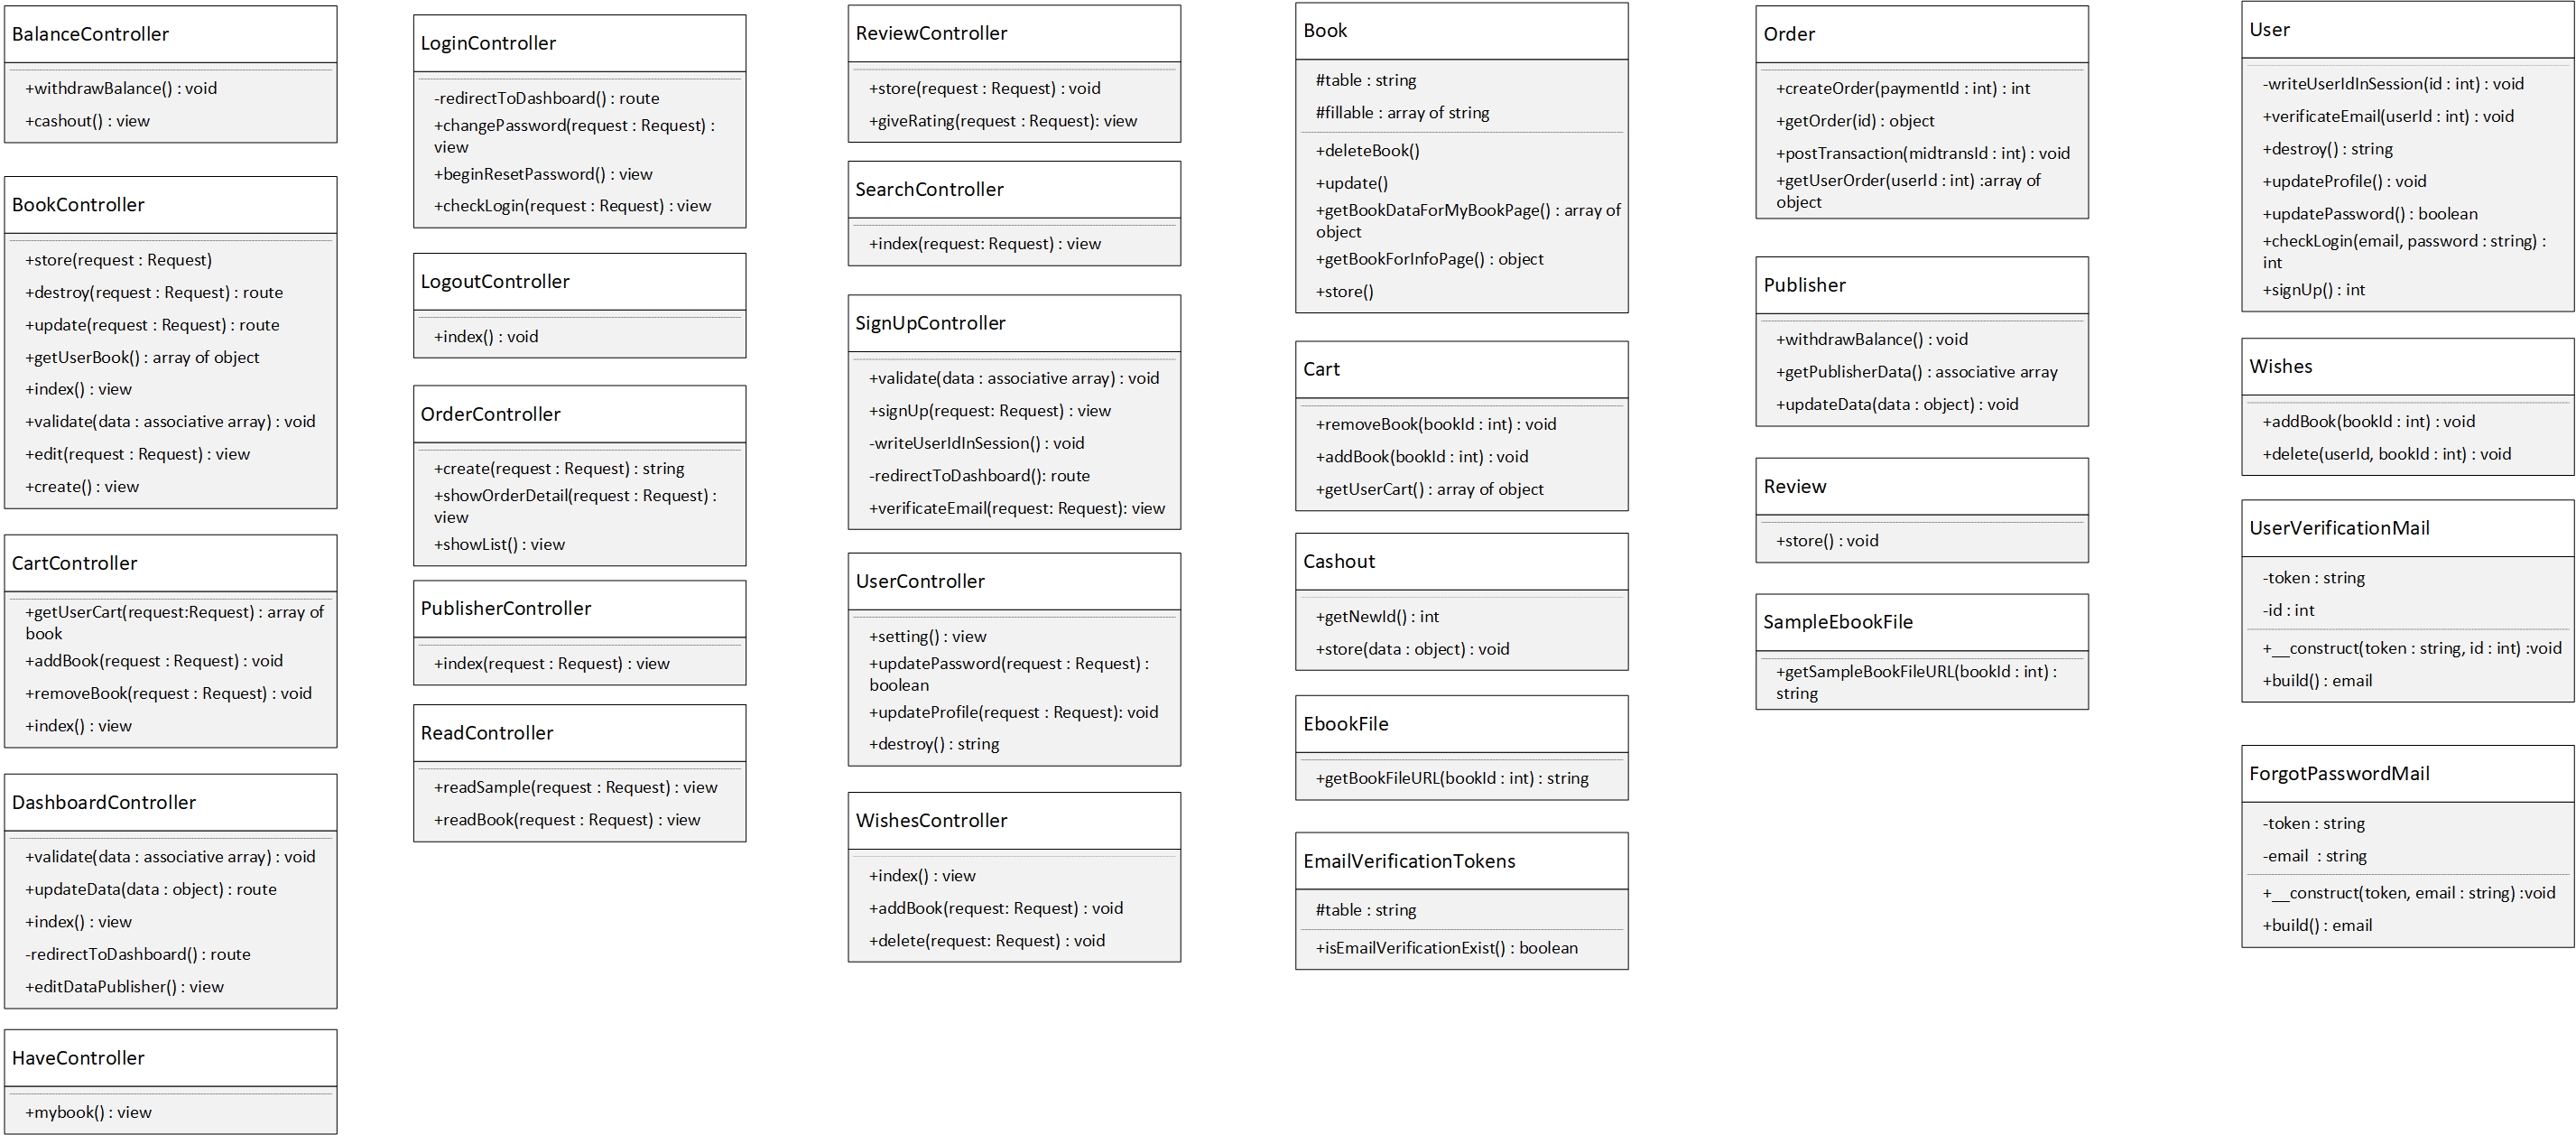 BalanceController
+withdrawBalance() : void
+cashout() : view
BookController
+store(request : Request)
+destroy(request : Request) : route
+update(request : Request) : route
+getUserBook() : array of object
+index() : view
+validate(data : associative array) : void
+edit(request : Request) : view
+create() : view
CartController
+getUserCart(request:Request) : array of
book
+addBook(request : Request) : void
+removeBook(request : Request) : void
+index() : view
DashboardController
+validate(data : associative array) : void
+updateData(data : object) : route
+index() : view
-redirectToDashboard() : route
+editDataPublisher() : view
HaveController
+mybook() : view
LoginController
-redirectToDashboard() : route
+changePassword(request : Request) :
view
+beginResetPassword() : view
+checkLogin(request : Request) : view
LogoutController
+index() : void
OrderController
+create(request : Request) : string
+showOrderDetail(request : Request) :
view
+showList() : view
PublisherController
+index(request : Request) : view
ReadController
+readSample(request : Request) : view
+readBook(request : Request) : view
ReviewController
+store(request : Request) : void
+giveRating(request : Request): view
SearchController
+index(request: Request) : view
SignUpController
+validate(data : associative array) : void
+signUp(request: Request) : view
-writeUserIdInSession() : void
-redirectToDashboard(): route
+verificateEmail(request: Request): view
UserController
+setting() : view
+updatePassword(request : Request) :
boolean
+updateProfile(request : Request): void
+destroy() : string
WishesController
+index() : view
+addBook(request: Request) : void
+delete(request: Request) : void
Book
#table : string
#fillable : array of string
+deleteBook()
+update()
+getBookDataForMyBookPage() : array of
object
+getBookForInfoPage() : object
+store()
Cart
+removeBook(bookId : int) : void
+addBook(bookId : int) : void
+getUserCart() : array of object
Cashout
+getNewId() : int
+store(data : object) : void
EbookFile
+getBookFileURL(bookId : int) : string
EmailVerificationTokens
#table : string
+isEmailVerificationExist() : boolean
Order
+createOrder(paymentId : int) : int
+getOrder(id) : object
+postTransaction(midtransId : int) : void
+getUserOrder(userId : int) :array of
object
Publisher
+withdrawBalance() : void
+getPublisherData() : associative array
+updateData(data : object) : void
Review
+store() : void
SampleEbookFile
+getSampleBookFileURL(bookId : int) :
string
User
-writeUserIdInSession(id : int) : void
+verificateEmail(userId : int) : void
+destroy() : string
+updateProfile() : void
+updatePassword() : boolean
+checkLogin(email, password : string) :
int
+signUp() : int
Wishes
+addBook(bookId : int) : void
+delete(userId, bookId : int) : void
UserVerificationMail
-token : string
-id : int
+__construct(token : string, id : int) :void
+build() : email
ForgotPasswordMail
-token : string
-email  : string
+__construct(token, email : string) :void
+build() : email